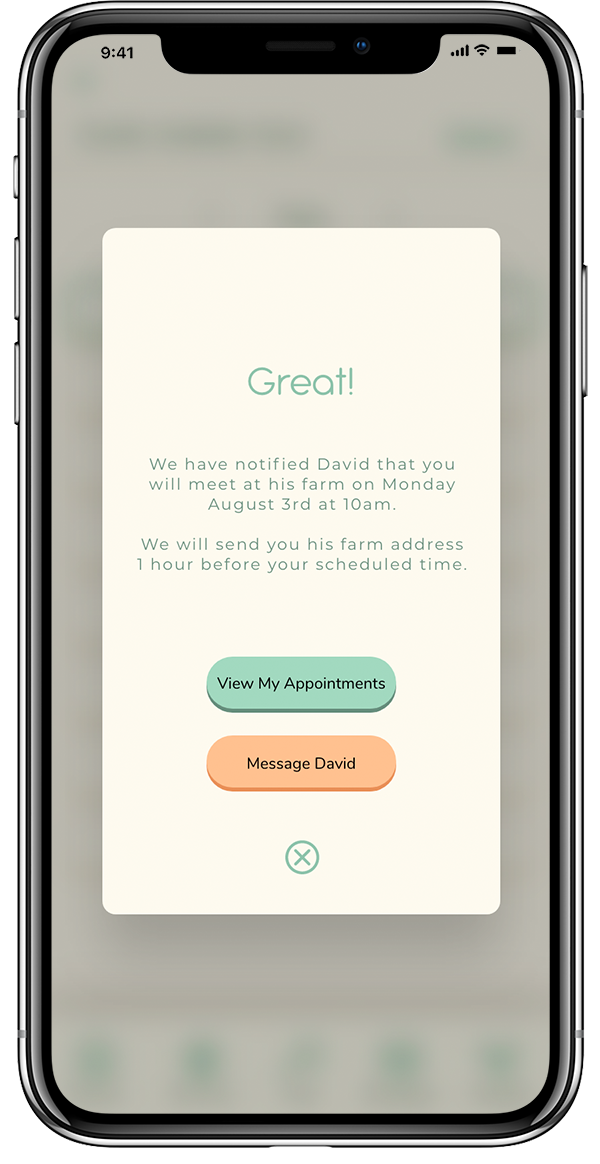 9:41
Great!
We have notified David that you
will meet at his farm on Monday
August 3rd at 10am.
We will send you his farm address
1 hour before your scheduled time.
View My Appointments
Message David